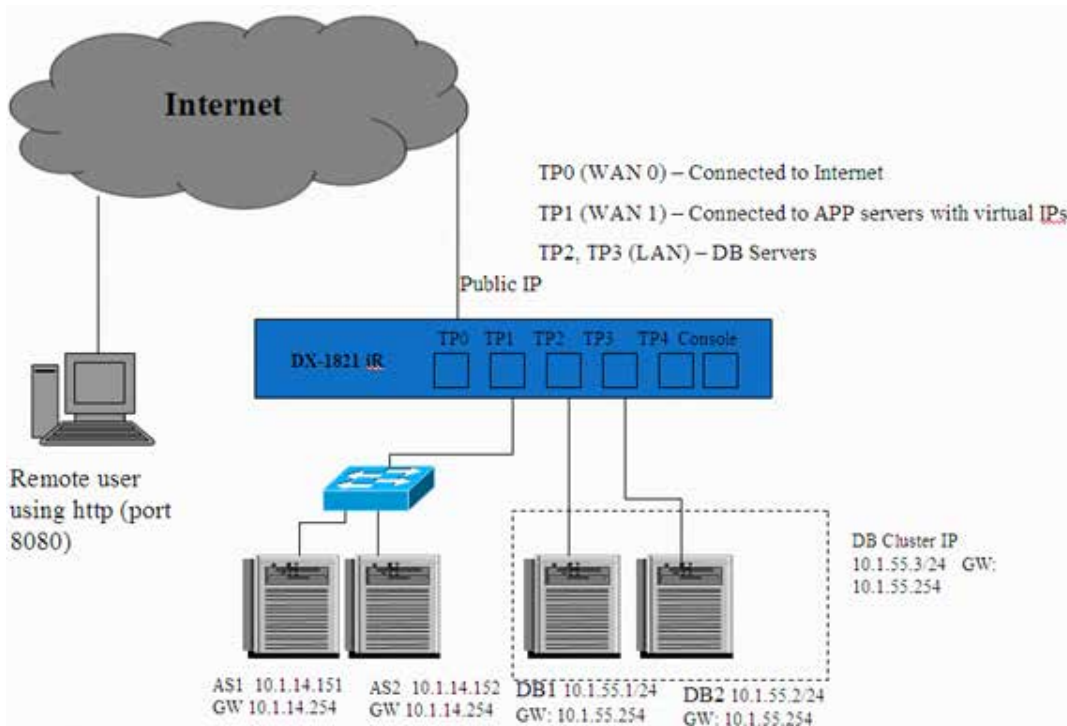 Internet
TP0 (WAN 0) – Connected to Internet
TP1 (WAN 1) – Connected to APP servers with virtual IPs
TP2, TP3 (LAN) – DB Servers
Public IP
TP0 TP1 TP2 TP3 TP4 Console
DX-1821 iR
Remote user
using http (port
8080)
DB Cluster IP
10.1.55.3/24 GW:
10.1.55.254
AS1 10.1.14.151
GW 10.1.14.254
AS2 10.1.14.152
GW 10.1.14.254
DB1 10.1.55.1/24
GW: 10.1.55.254
DB2 10.1.55.2/24
GW: 10.1.55.254